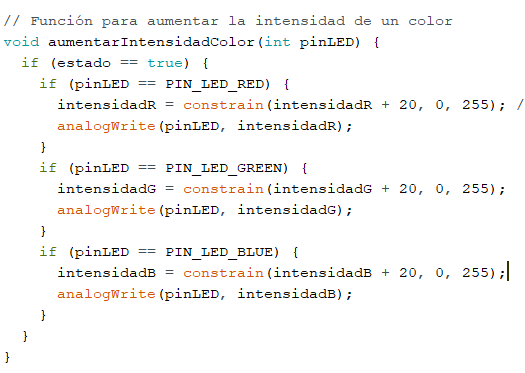 // Función para aumentar la intensidad de un color
void aumentarIntensidadColor(int pinLED) {
  if (estado == true) {
    if (pinLED == PIN_LED_RED) {
      intensidadR = constrain(intensidadR + 20, 0, 255); /
      analogWrite(pinLED, intensidadR);
    }
    if (pinLED == PIN_LED_GREEN) {
      intensidadG = constrain(intensidadG + 20, 0, 255);
      analogWrite(pinLED, intensidadG);
    }
    if (pinLED == PIN_LED_BLUE) {
      intensidadB = constrain(intensidadB + 20, 0, 255);
      analogWrite(pinLED, intensidadB);
    }
  }
}